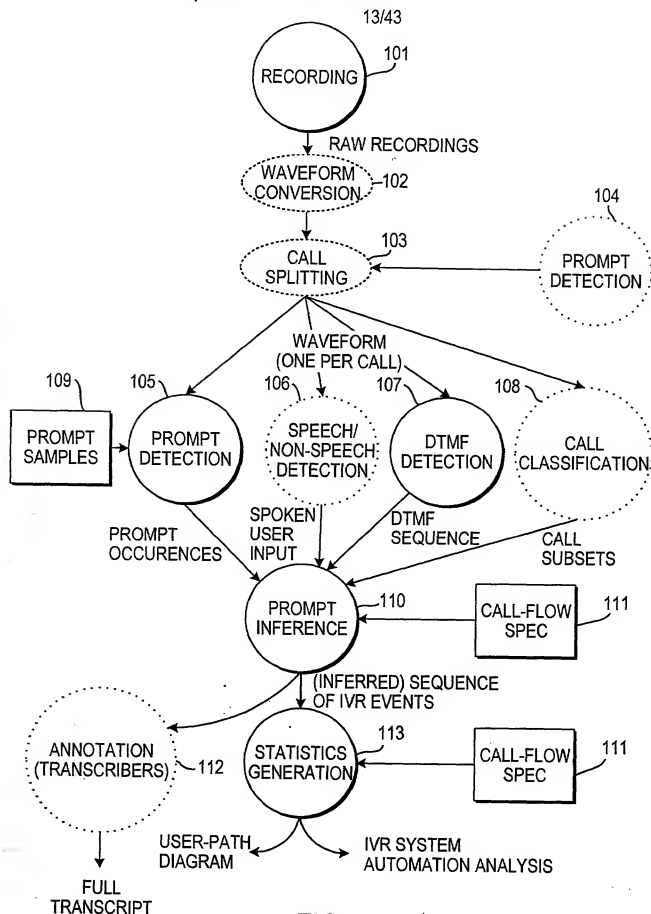 13/43
101
RECORDING
RAW RECORDINGS
WAVEFORM
CONVERSION
102
104
103
CALL
SPLITTING
PROMPT
DETECTION
WAVEFORM
(ONE PER CALL)
109
105
106
107
108
PROMPT
SAMPLES
PROMPT
DETECTION
SPEECH/
NON-SPEECH
DETECTION
DTMF
DETECTION
CALL
CLASSIFICATION
PROMPT
OCCURENCES
SPOKEN
USER
INPUT
DTMF
SEQUENCE
CALL
SUBSETS
PROMPT
INFERENCE
110
CALL-FLOW
SPEC
111
(INFERRED) SEQUENCE
OF IVR EVENTS
ANNOTATION
(TRANSCRIBERS)
112
STATISTICS
GENERATION
113
CALL-FLOW
SPEC
111
USER-PATH
DIAGRAM
IVR SYSTEM
AUTOMATION ANALYSIS
FULL
TRANSCRIPT